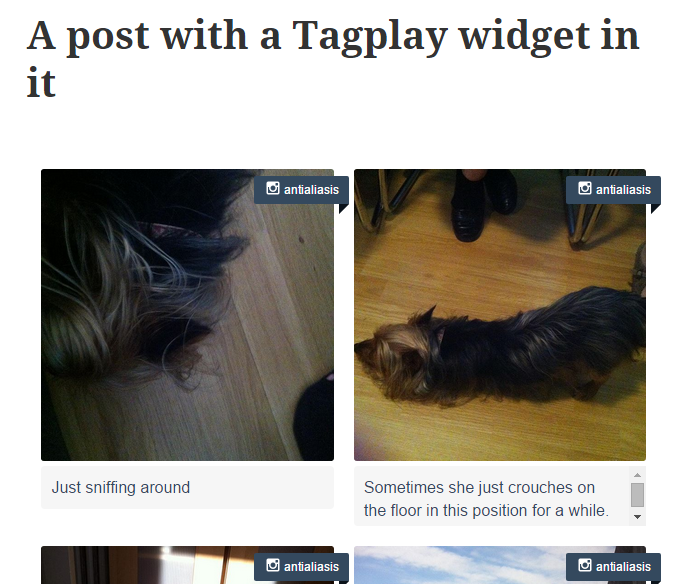 A post with a Tagplay widget in
it
antialiasis
antialiasis
Just sniffing around
Sometimes she just crouches on
the floor in this position for a while.
antialiasis
antialiasis